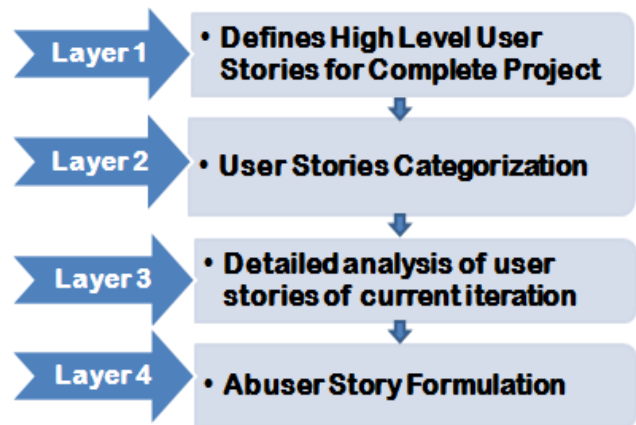 Layer 1
• Defines High Level User
Stories for Complete Project
Layer 2
• User Stories Categorization
Layer 3
• Detailed analysis of user
stories of current iteration
Layer 4
• Abuser Story Formulation